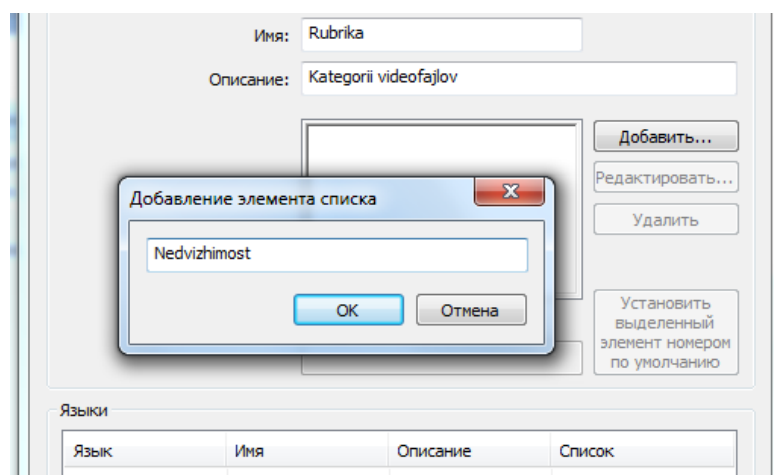 Имя: Rubrika
Описание: Kategorii videofajlov
Добавить...
Редактировать...
Удалить
Добавление элемента списка
Nedvizhimost
OK Отмена
Установить
выделенный
элемент номером
по умолчанию
Языки
Язык Имя Описание Список